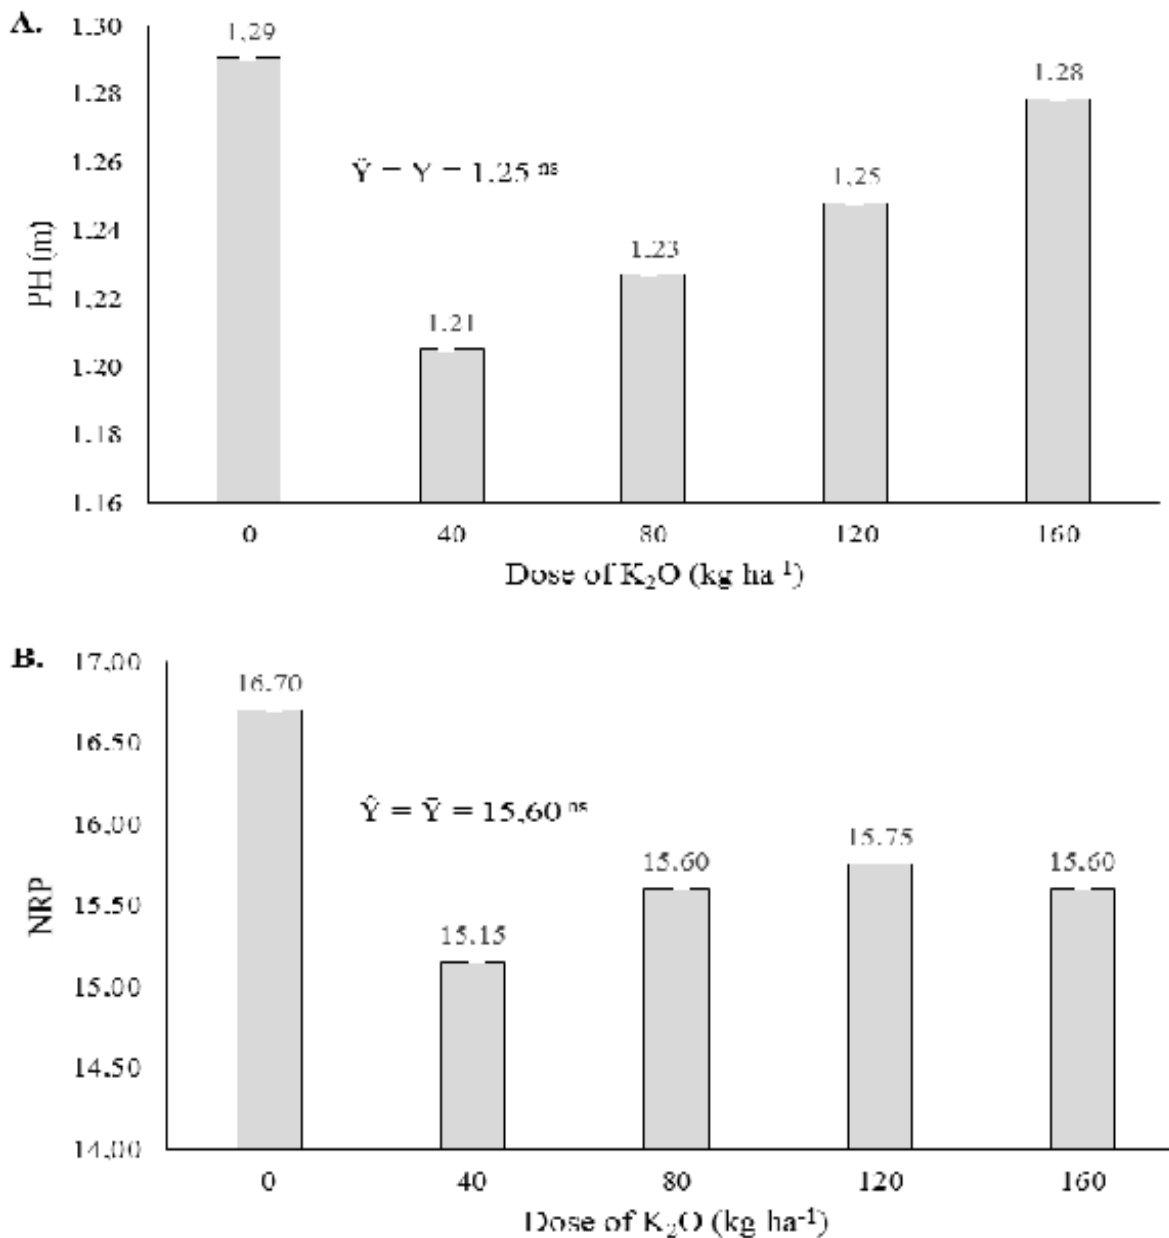 A.
1.30
1.29
1.28
1.28
1.26
Ŷ = Y = 1.25 ns
1.25
1.24
1.23
PH (m)
1.22
1.21
1.20
1.18
1.16
0 40 80 120 160
Dose of K₂O (kg ha⁻¹)
B.
17.00
16.70
16.50
16.00
Ŷ = Ȳ = 15.60 ns
15.75
15.60
15.60
15.50
NRP
15.15
15.00
14.50
14.00
0 40 80 120 160
Dose of K₂O (kg ha⁻¹)